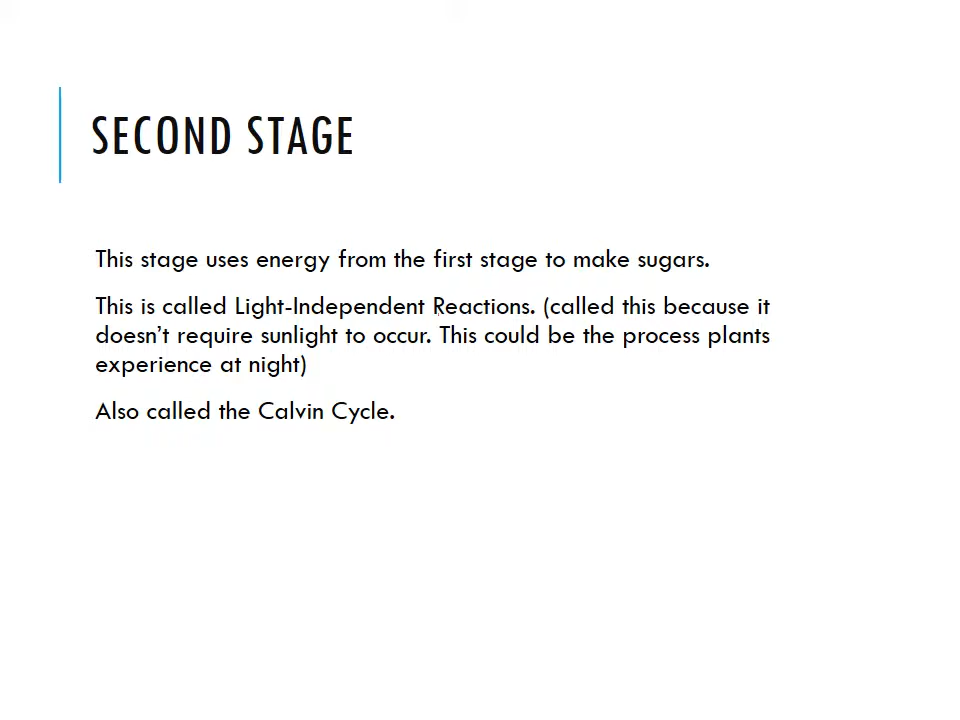 SECOND STAGE
This stage uses energy from the first stage to make sugars.
This is called Light-Independent Reactions. (called this because it
doesn’t require sunlight to occur. This could be the process plants
experience at night)
Also called the Calvin Cycle.